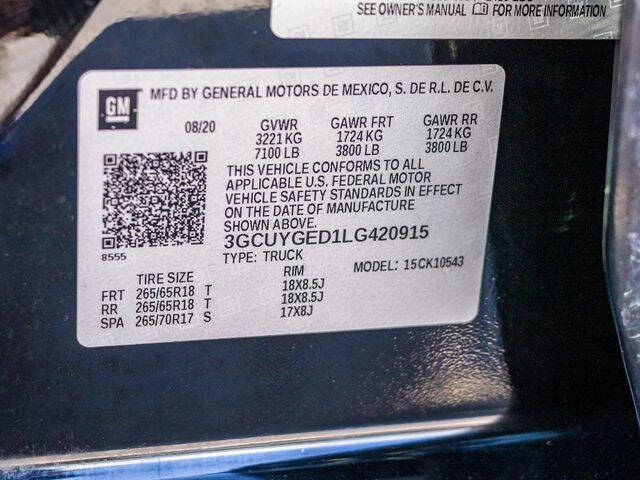 SEE OWNER'S MANUAL FOR MORE INFORMATION
GM
MFD BY GENERAL MOTORS DE MEXICO, S. DE R.L. DE C.V.
08/20 GVWR GAWR FRT GAWR RR
3221 KG 1724 KG 1724 KG
7100 LB 3800 LB 3800 LB
THIS VEHICLE CONFORMS TO ALL
APPLICABLE U.S. FEDERAL MOTOR
VEHICLE SAFETY STANDARDS IN EFFECT
ON THE DATE OF MANUFACTURE
3GCUYGED1LG420915
8555 TYPE: TRUCK MODEL: 15CK10543
TIRE SIZE RIM
FRT 265/65R18 T 18X8.5J
RR 265/65R18 T 18X8.5J
SPA 265/70R17 S 17X8J